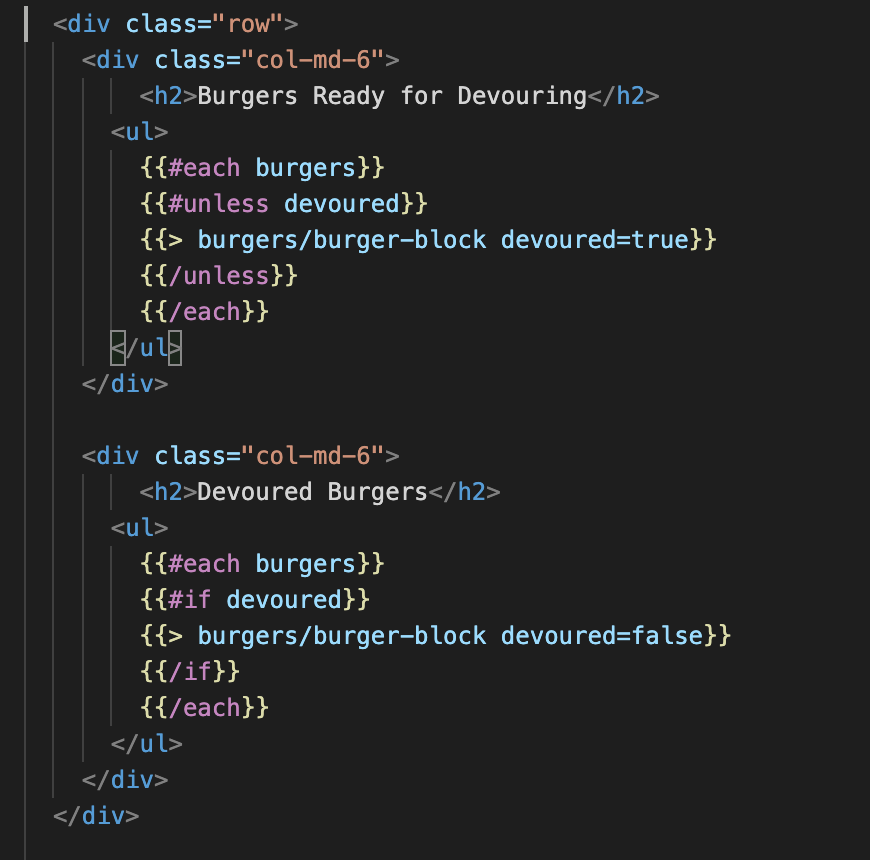 <div class="row">
<div class="col-md-6">
<h2>Burgers Ready for Devouring</h2>
<ul>
{{#each burgers}}
{{#unless devoured}}
{{> burgers/burger-block devoured=true}}
{{/unless}}
{{/each}}
</ul>
</div>
<div class="col-md-6">
<h2>Devoured Burgers</h2>
<ul>
{{#each burgers}}
{{#if devoured}}
{{> burgers/burger-block devoured=false}}
{{/if}}
{{/each}}
</ul>
</div>
</div>